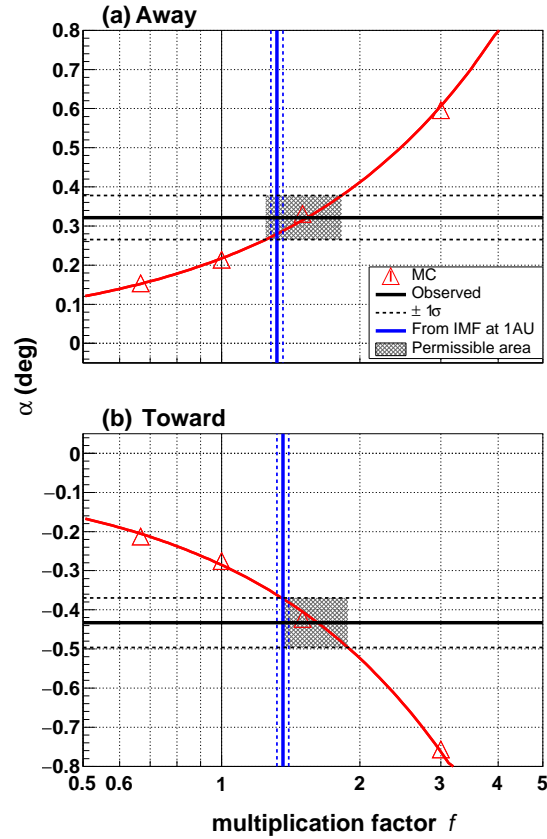 (a) Away
0.8
0.7
0.6
0.5
0.4
0.3
0.2
0.1
0
MC
Observed
± 1σ
From IMF at 1AU
Permissible area
α (deg)
(b) Toward
0
−0.1
−0.2
−0.3
−0.4
−0.5
−0.6
−0.7
−0.8
0.5 0.6 1 2 3 4 5
multiplication factor f